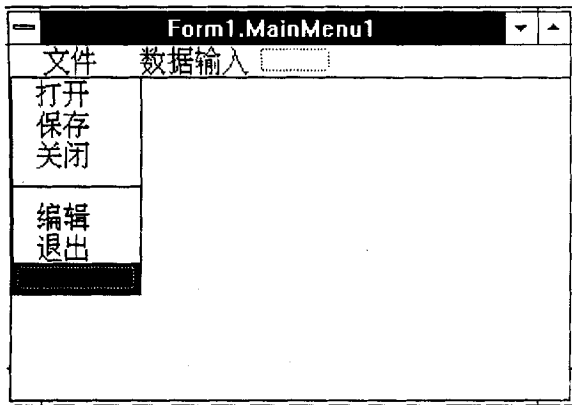 Form1.MainMenu1
文件 数据输入
打开
保存
关闭
编辑
退出